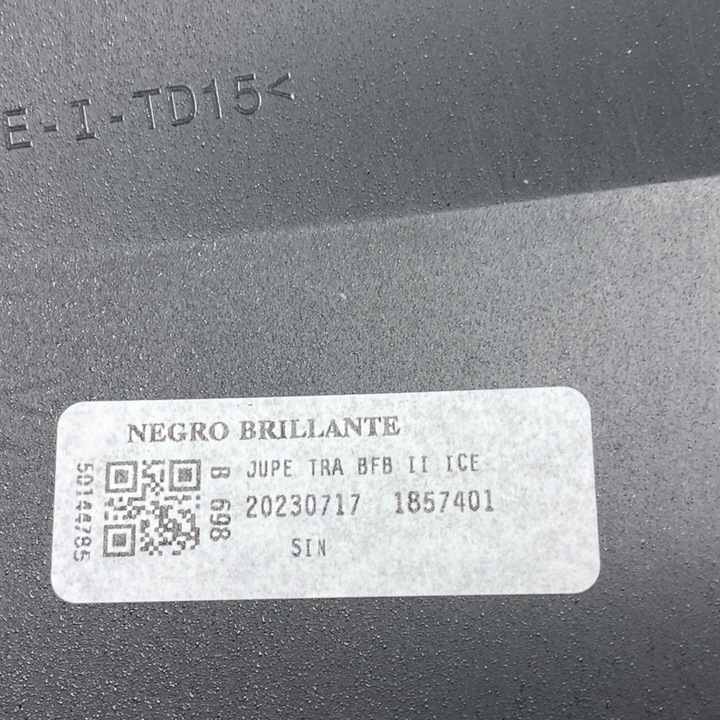 E-I-TD15<
NEGRO BRILLANTE
JUPE TRA BFB II ICE
20230717 1857401
SIN
50144785
B 698